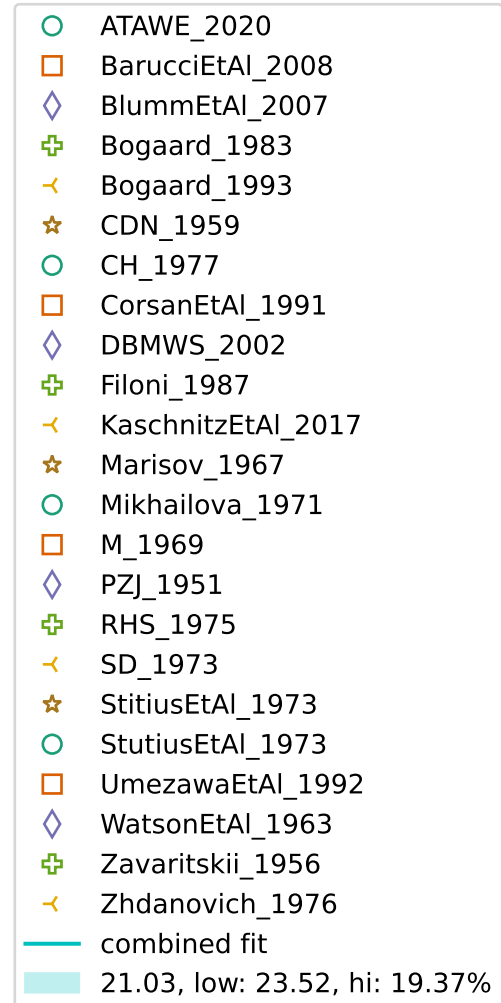 ATAWE_2020
BarucciEtAl_2008
BlummEtAl_2007
Bogaard_1983
Bogaard_1993
CDN_1959
CH_1977
CorsanEtAl_1991
DBMWS_2002
Filoni_1987
KaschnitzEtAl_2017
Marisov_1967
Mikhailova_1971
M_1969
PZJ_1951
RHS_1975
SD_1973
StitiusEtAl_1973
StutiusEtAl_1973
UmezawaEtAl_1992
WatsonEtAl_1963
Zavaritskii_1956
Zhdanovich_1976
combined fit
21.03, low: 23.52, hi: 19.37%